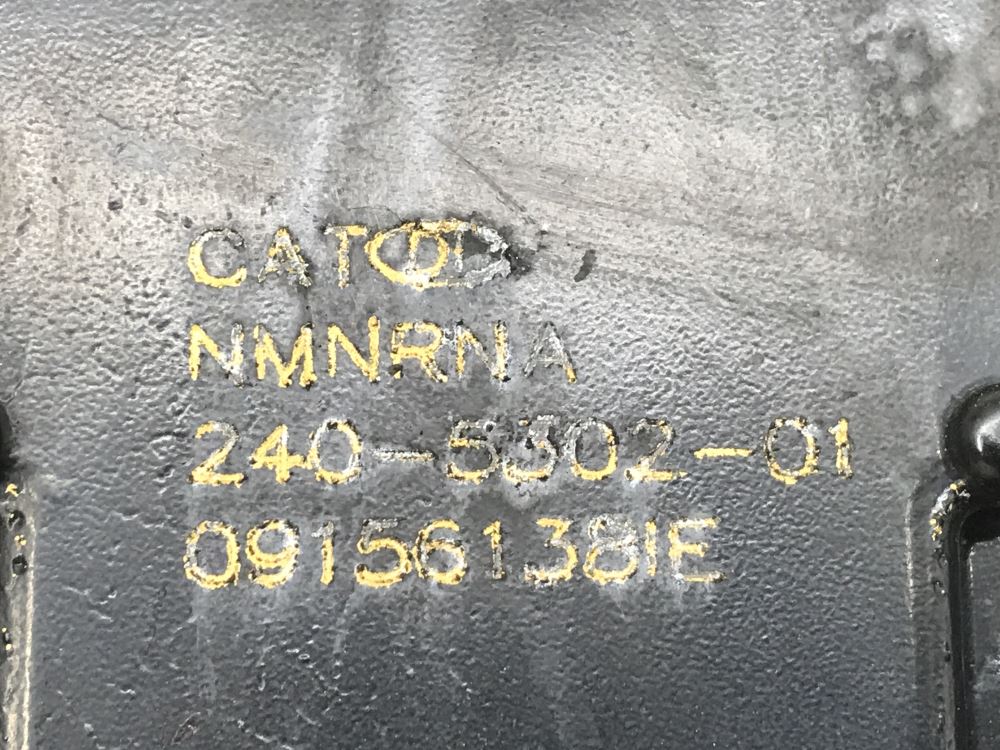 CAT
NMNRNA
240-5302-01
09156138IE